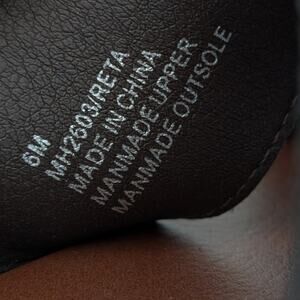 6M
MH2603/RETA
MADE IN CHINA
MANMADE UPPER
MANMADE OUTSOLE